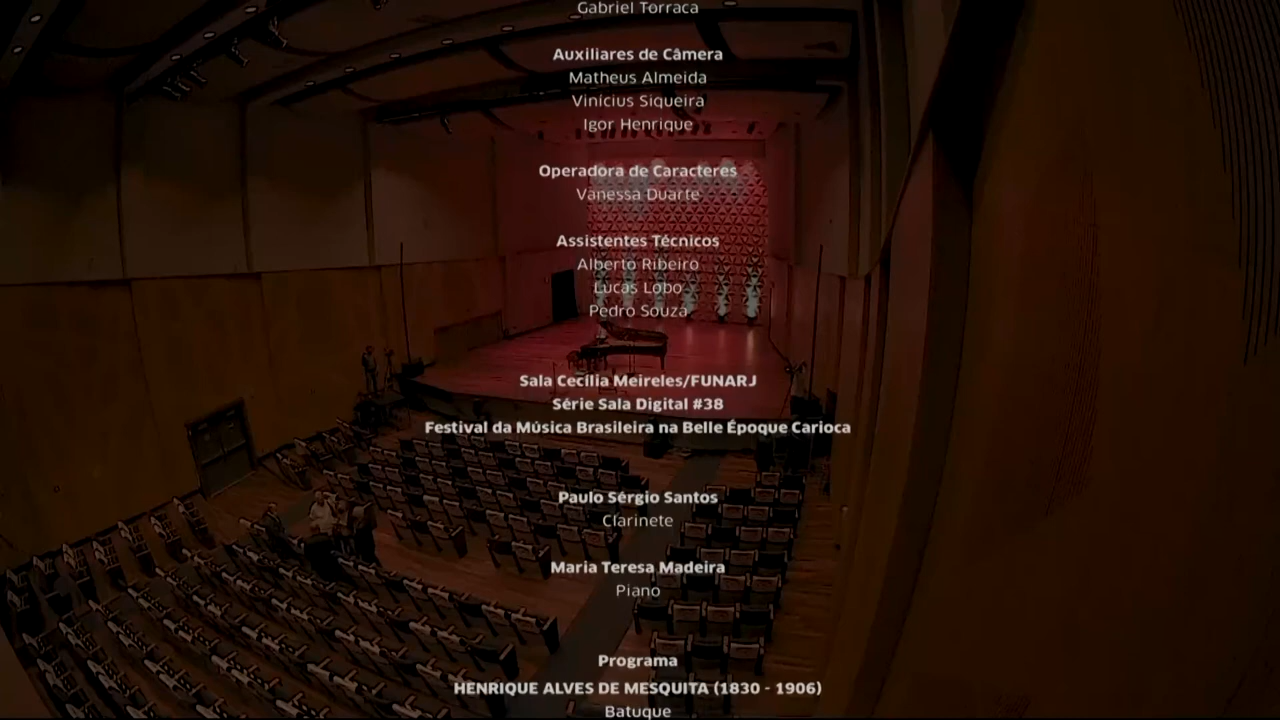 Gabriel Torraca
Auxiliares de Câmera
Matheus Almeida
Vinícius Siqueira
Igor Henrique
Operadora de Caracteres
Vanessa Duarte
Assistentes Técnicos
Alberto Ribeiro
Lucas Lobo
Pedro Souza
Sala Cecília Meireles/FUNARJ
Série Sala Digital #38
Festival da Música Brasileira na Belle Époque Carioca
Paulo Sérgio Santos
Clarinete
Maria Teresa Madeira
Piano
Programa
HENRIQUE ALVES DE MESQUITA (1830 - 1906)
Batuque